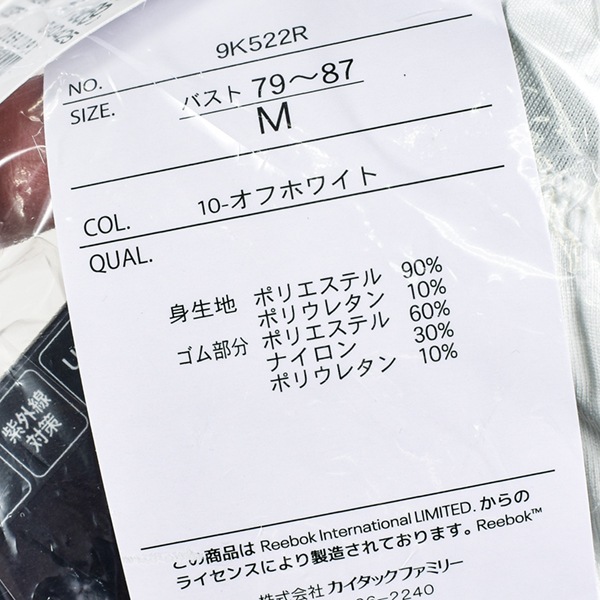 NO. 9K522R
SIZE. バスト 79～87
M
COL. 10-オフホワイト
QUAL.
身生地 ポリエステル 90%
ポリウレタン 10%
ゴム部分 ポリエステル 60%
ナイロン 30%
ポリウレタン 10%
この商品は Reebok International LIMITED. からの
ライセンスにより製造されております。Reebok™
株式会社 カイタックファミリー
6-2240
紫外線
対策